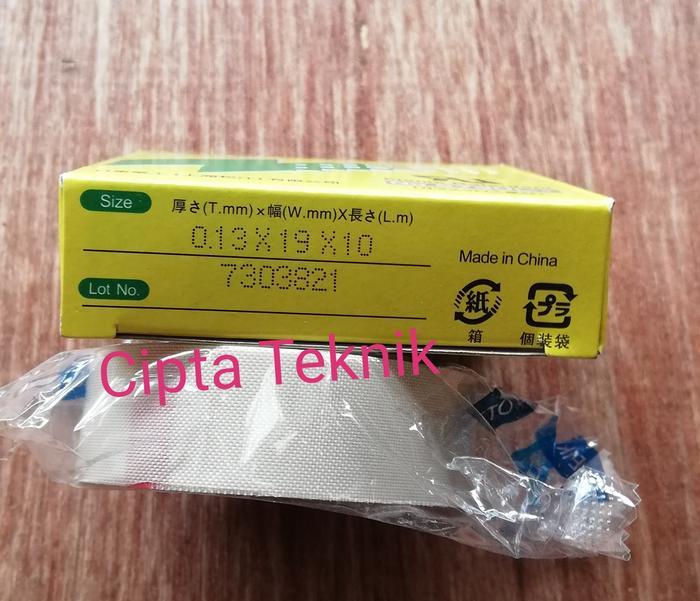 Size
厚さ(T.mm)×幅(W.mm)X長さ(L.m)
0.13X19X10
Lot No.
7303821
Made in China
紙
箱
プラ
個装袋
Cipta Teknik